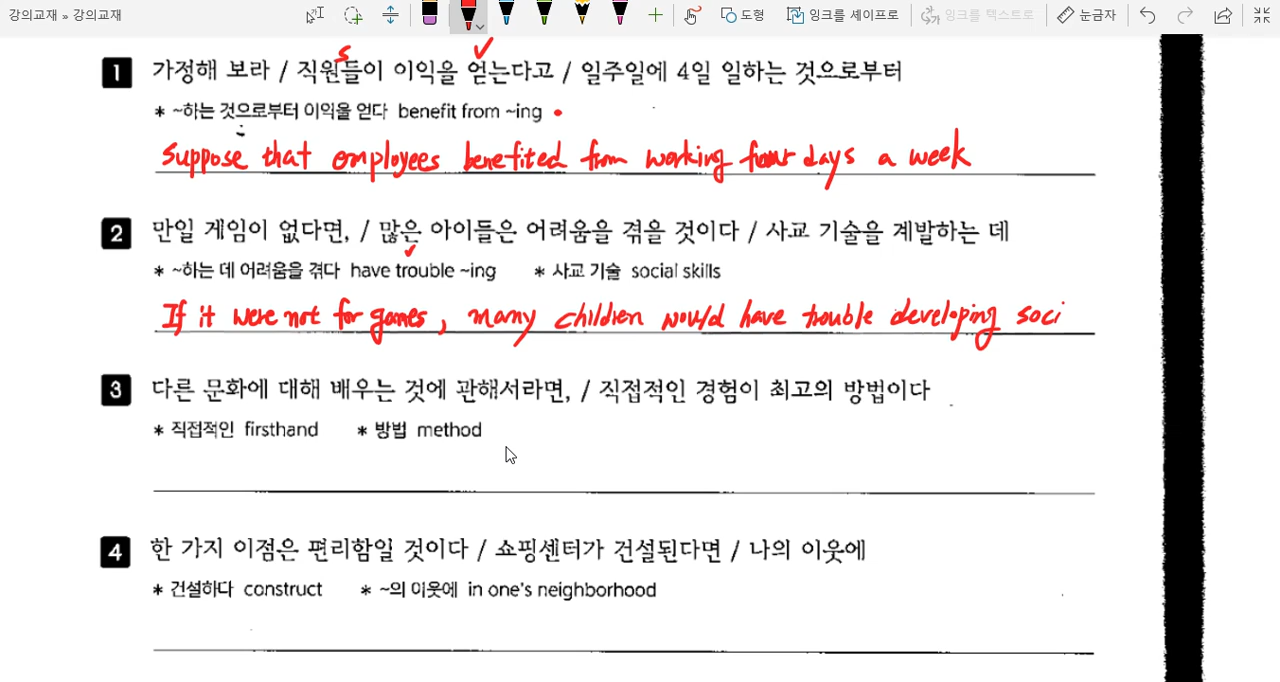 강의교재 » 강의교재
도형
잉크를 셰이프로
잉크를 텍스트로
눈금자
s
1 가정해 보라 / 직원들이 이익을 얻는다고 / 일주일에 4일 일하는 것으로부터
* ~하는 것으로부터 이익을 얻다 benefit from ~ing
Suppose that employees benefited from working four days a week
2 만일 게임이 없다면, / 많은 아이들은 어려움을 겪을 것이다 / 사교 기술을 계발하는 데
* ~하는 데 어려움을 겪다 have trouble ~ing * 사교 기술 social skills
If it were not for games, many children would have trouble developing soci
3 다른 문화에 대해 배우는 것에 관해서라면, / 직접적인 경험이 최고의 방법이다
* 직접적인 firsthand * 방법 method
4 한 가지 이점은 편리함일 것이다 / 쇼핑센터가 건설된다면 / 나의 이웃에
* 건설하다 construct * ~의 이웃에 in one's neighborhood